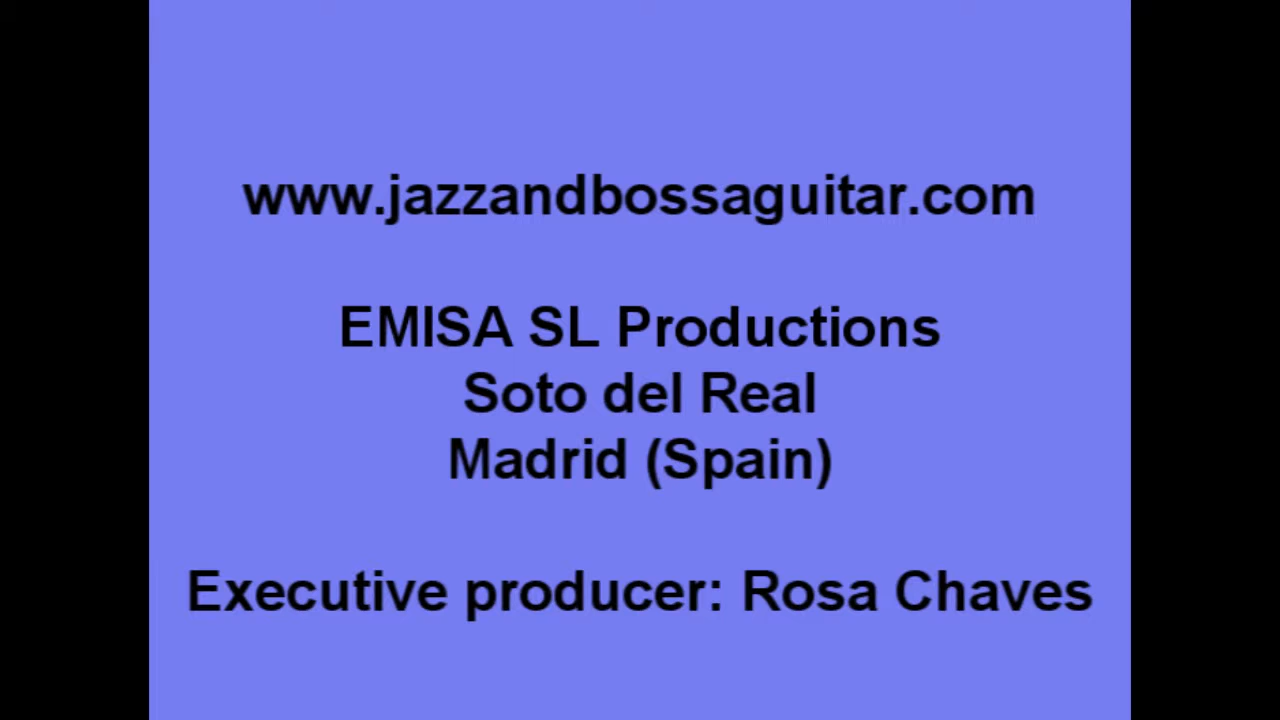 www.jazzandbossaguitar.com
EMISA SL Productions
Soto del Real
Madrid (Spain)
Executive producer: Rosa Chaves